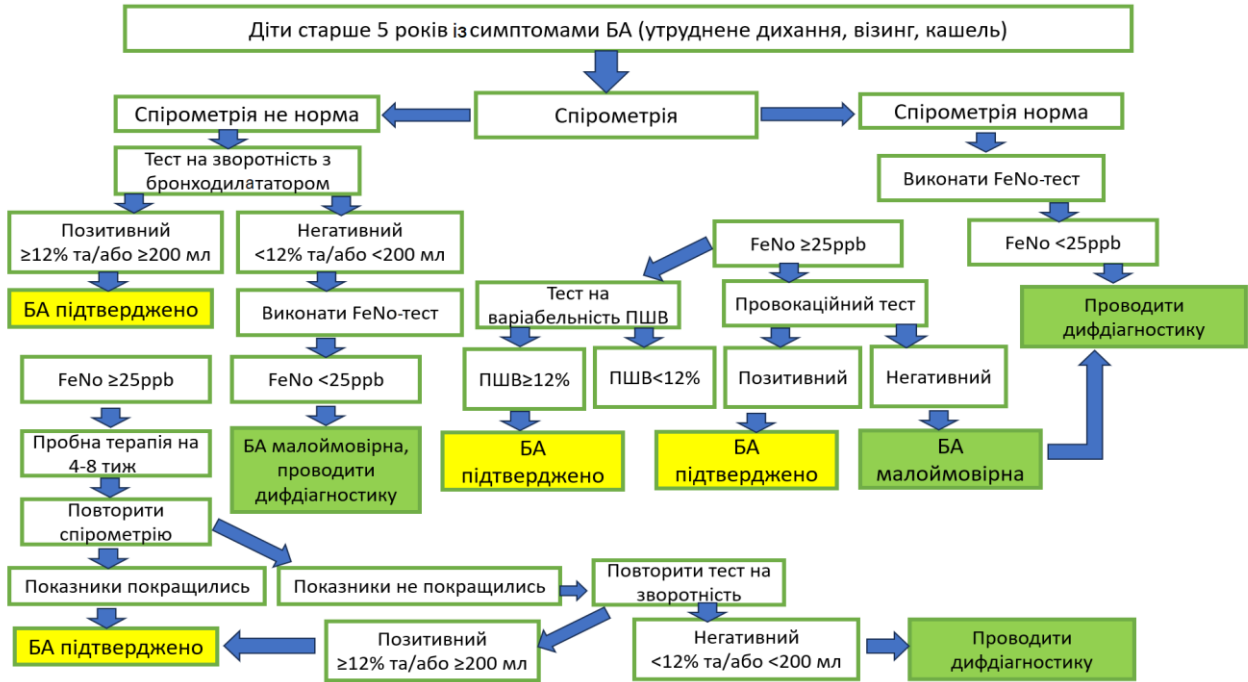 Діти старше 5 років із симптомами БА (утруднене дихання, візинг, кашель)
Спірометрія не норма
Спірометрія
Спірометрія норма
Тест на зворотність з
бронходилататором
Виконати FeNo-тест
Позитивний
≥12% та/або ≥200 мл
Негативний
<12% та/або <200 мл
FeNo ≥25ppb
FeNo <25ppb
БА підтверджено
Виконати FeNo-тест
Тест на
варіабельність ПШВ
Провокаційний тест
Проводити
дифдіагностику
FeNo ≥25ppb
FeNo <25ppb
ПШВ≥12%
ПШВ<12%
Позитивний
Негативний
Пробна терапія на
4-8 тиж
БА малоймовірна,
проводити
дифдіагностику
БА
підтверджено
БА
підтверджено
БА
малоймовірна
Повторити
спірометрію
Показники покращились
Показники не покращились
Повторити тест на
зворотність
БА підтверджено
Позитивний
≥12% та/або ≥200 мл
Негативний
<12% та/або <200 мл
Проводити
дифдіагностику